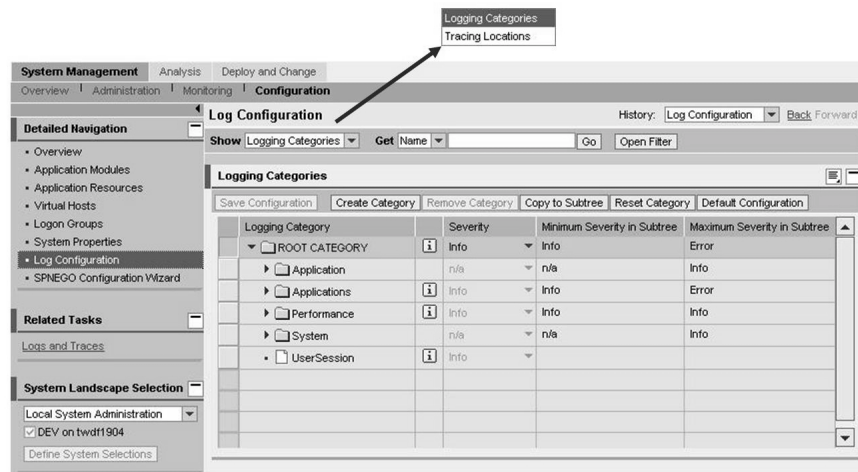 Logging Categories
Tracing Locations
System Management Analysis Deploy and Change
Overview Administration Monitoring Configuration
Log Configuration History: Log Configuration Back Forward
Detailed Navigation
Show Logging Categories Get Name Go Open Filter
Overview
Application Modules
Application Resources
Virtual Hosts
Logon Groups
System Properties
Log Configuration
SPNEGO Configuration Wizard
Related Tasks
Logs and Traces
System Landscape Selection
Local System Administration
DEV on twdf1904
Define System Selections
Logging Categories
Save Configuration Create Category Remove Category Copy to Subtree Reset Category Default Configuration
Logging Category Severity Minimum Severity in Subtree Maximum Severity in Subtree
ROOT CATEGORY i Info Info Error
Application n/a n/a Info
Applications i Info Info Error
Performance i Info Info Info
System n/a n/a Info
UserSession i Info